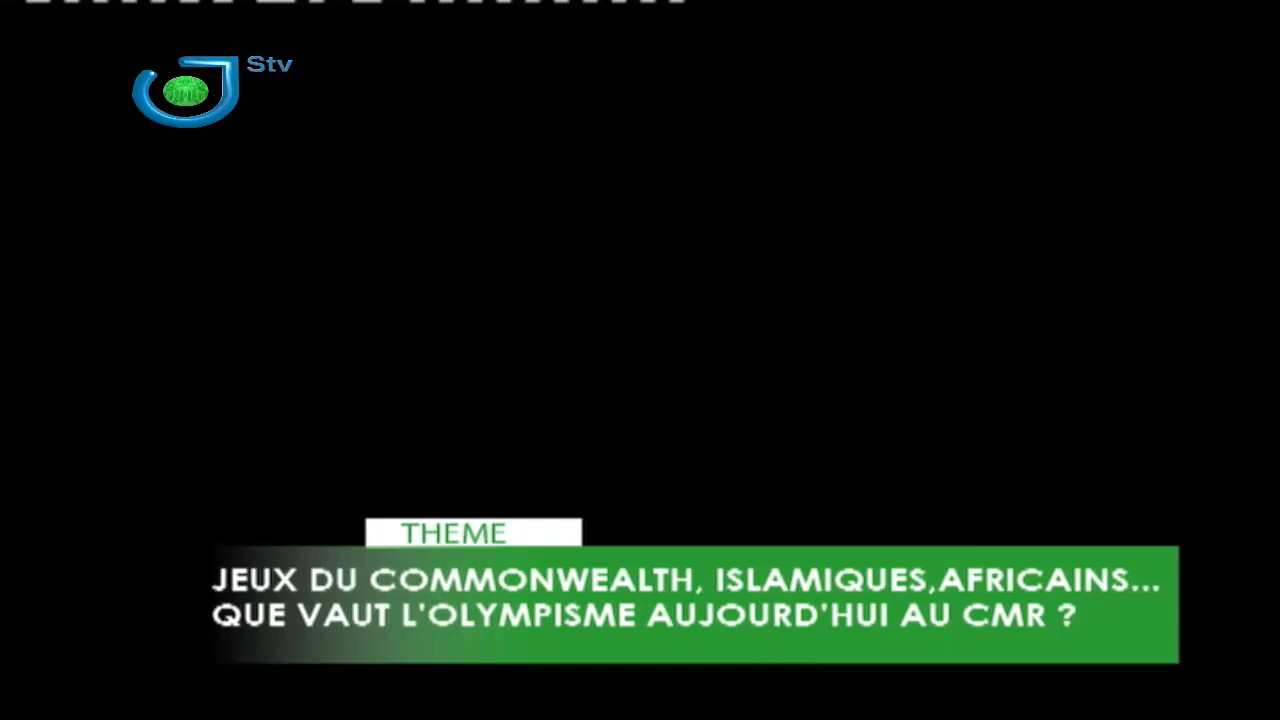 Stv
THEME
JEUX DU COMMONWEALTH, ISLAMIQUES,AFRICAINS...
QUE VAUT L'OLYMPISME AUJOURD'HUI AU CMR ?